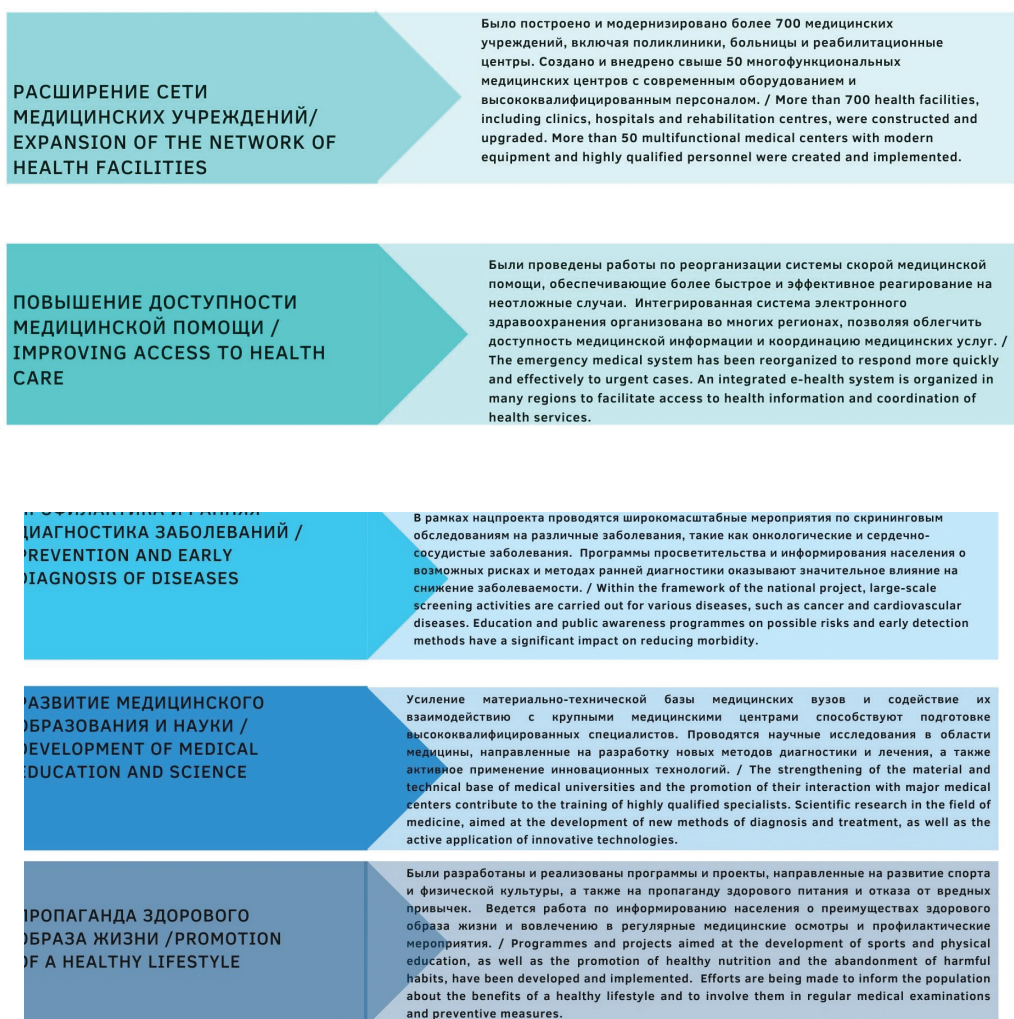 РАСШИРЕНИЕ СЕТИ
МЕДИЦИНСКИХ УЧРЕЖДЕНИЙ/
EXPANSION OF THE NETWORK OF
HEALTH FACILITIES
Было построено и модернизировано более 700 медицинских
учреждений, включая поликлиники, больницы и реабилитационные
центры. Создано и внедрено свыше 50 многофункциональных
медицинских центров с современным оборудованием и
высококвалифицированным персоналом. / More than 700 health facilities,
including clinics, hospitals and rehabilitation centres, were constructed and
upgraded. More than 50 multifunctional medical centers with modern
equipment and highly qualified personnel were created and implemented.
ПОВЫШЕНИЕ ДОСТУПНОСТИ
МЕДИЦИНСКОЙ ПОМОЩИ /
IMPROVING ACCESS TO HEALTH
CARE
Были проведены работы по реорганизации системы скорой медицинской
помощи, обеспечивающие более быстрое и эффективное реагирование на
неотложные случаи. Интегрированная система электронного
здравоохранения организована во многих регионах, позволяя облегчить
доступность медицинской информации и координацию медицинских услуг. /
The emergency medical system has been reorganized to respond more quickly
and effectively to urgent cases. An integrated e-health system is organized in
many regions to facilitate access to health information and coordination of
health services.
ПРОФИЛАКТИКА И РАННЯЯ
ДИАГНОСТИКА ЗАБОЛЕВАНИЙ /
PREVENTION AND EARLY
DIAGNOSIS OF DISEASES
В рамках нацпроекта проводятся широкомасштабные мероприятия по скрининговым
обследованиям на различные заболевания, такие как онкологические и сердечно-
сосудистые заболевания. Программы просветительства и информирования населения о
возможных рисках и методах ранней диагностики оказывают значительное влияние на
снижение заболеваемости. / Within the framework of the national project, large-scale
screening activities are carried out for various diseases, such as cancer and cardiovascular
diseases. Education and public awareness programmes on possible risks and early detection
methods have a significant impact on reducing morbidity.
РАЗВИТИЕ МЕДИЦИНСКОГО
ОБРАЗОВАНИЯ И НАУКИ /
DEVELOPMENT OF MEDICAL
EDUCATION AND SCIENCE
Усиление материально-технической базы медицинских вузов и содействие их
взаимодействию с крупными медицинскими центрами способствуют подготовке
высококвалифицированных специалистов. Проводятся научные исследования в области
медицины, направленные на разработку новых методов диагностики и лечения, а также
активное применение инновационных технологий. / The strengthening of the material and
technical base of medical universities and the promotion of their interaction with major medical
centers contribute to the training of highly qualified specialists. Scientific research in the field of
medicine, aimed at the development of new methods of diagnosis and treatment, as well as the
active application of innovative technologies.
ПРОПАГАНДА ЗДОРОВОГО
ОБРАЗА ЖИЗНИ /PROMOTION
OF A HEALTHY LIFESTYLE
Были разработаны и реализованы программы и проекты, направленные на развитие спорта
и физической культуры, а также на пропаганду здорового питания и отказа от вредных
привычек. Ведется работа по информированию населения о преимуществах здорового
образа жизни и вовлечению в регулярные медицинские осмотры и профилактические
мероприятия. / Programmes and projects aimed at the development of sports and physical
education, as well as the promotion of healthy nutrition and the abandonment of harmful
habits, have been developed and implemented. Efforts are being made to inform the population
about the benefits of a healthy lifestyle and to involve them in regular medical examinations
and preventive measures.